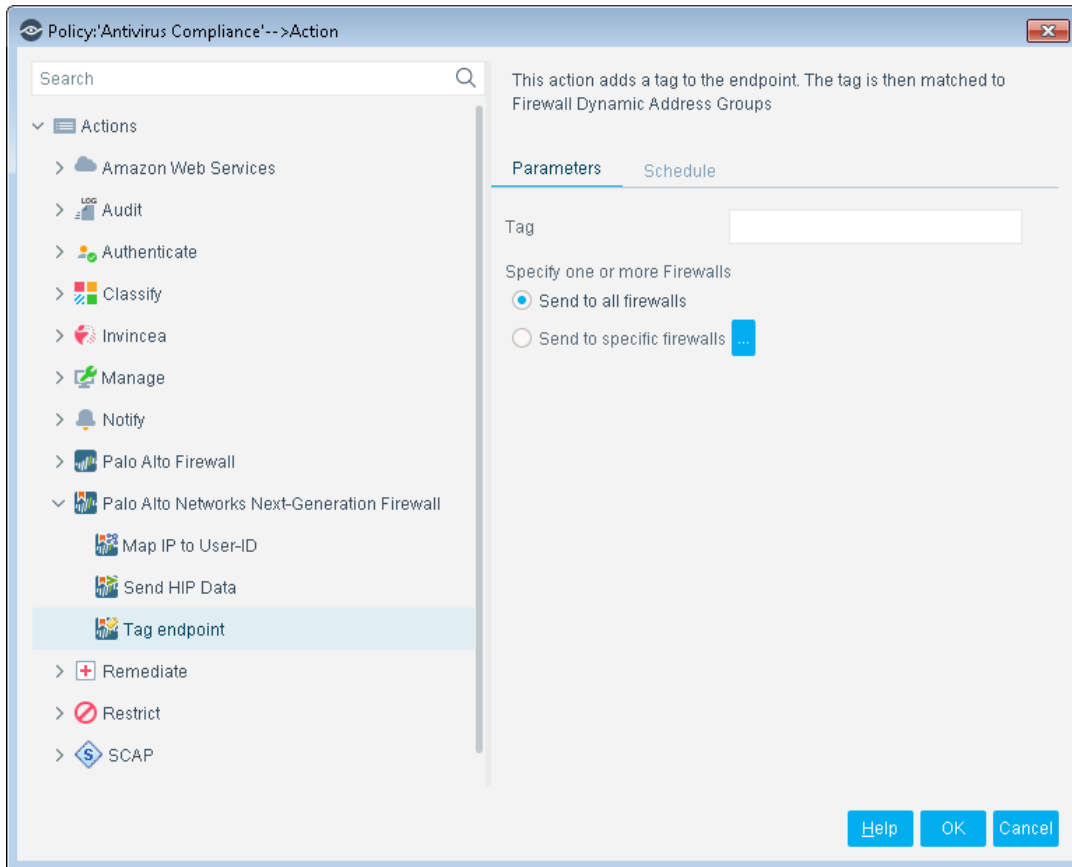 Policy:'Antivirus Compliance'-->Action
Search
Actions
Amazon Web Services
LOG
Audit
Authenticate
Classify
Invincea
Manage
Notify
Palo Alto Firewall
Palo Alto Networks Next-Generation Firewall
Map IP to User-ID
Send HIP Data
Tag endpoint
Remediate
Restrict
S
SCAP
This action adds a tag to the endpoint. The tag is then matched to
Firewall Dynamic Address Groups
Parameters Schedule
Tag
Specify one or more Firewalls
Send to all firewalls
Send to specific firewalls ...
Help OK Cancel